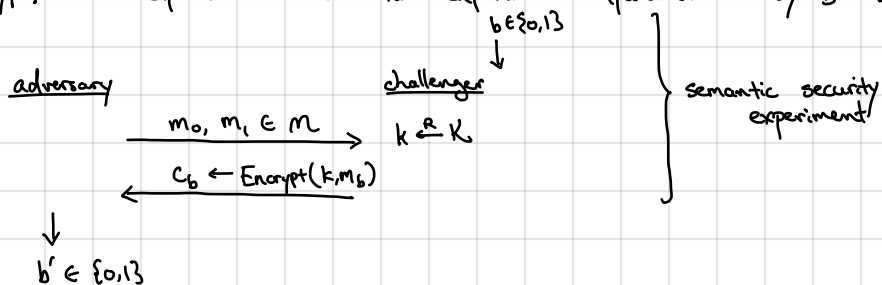 b ∈ {0,1}
adversary challenger semantic security
experiment
m₀, m₁ ∈ M k ←ᴿ K
c_b ← Encrypt(k, m_b)
b' ∈ {0,1}